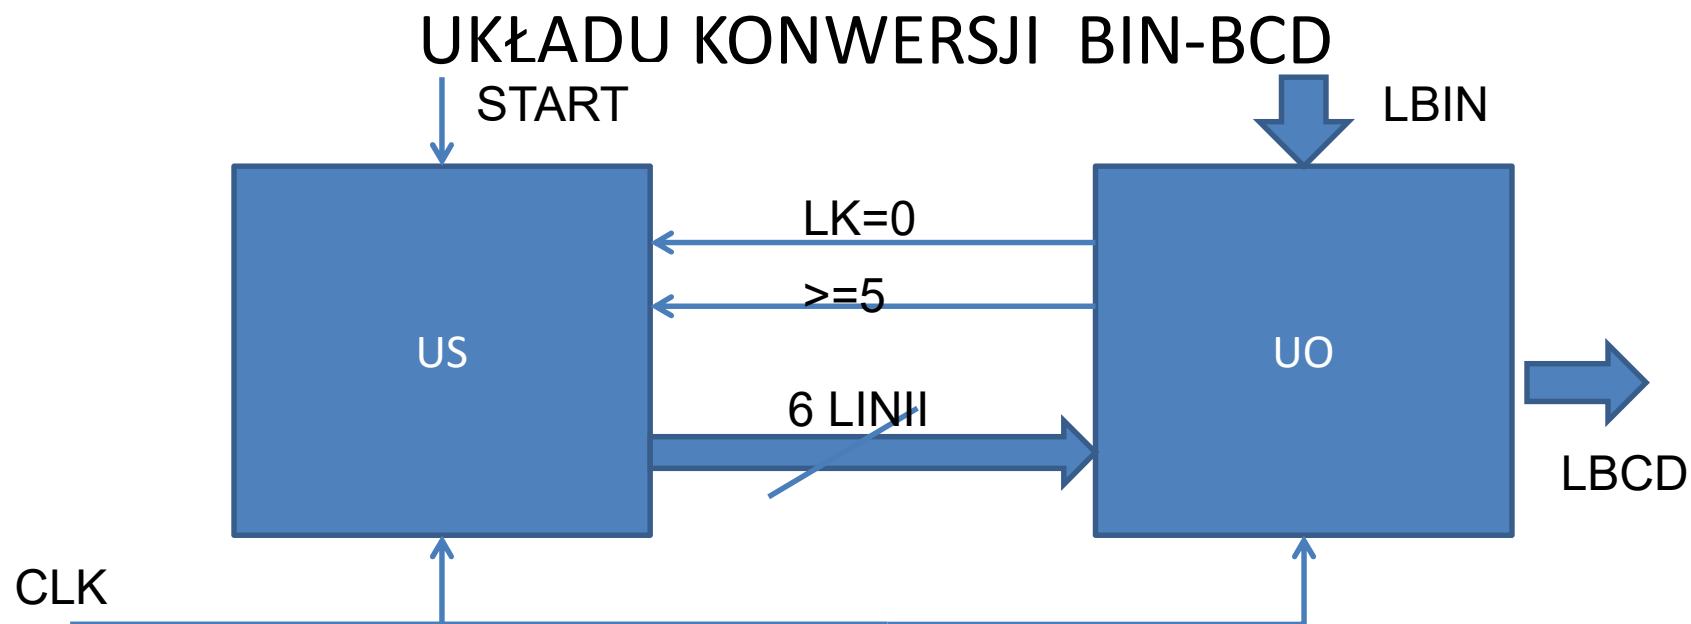 UKŁADU KONWERSJI BIN-BCD
START
LBIN
LK=0
>=5
US
UO
6 LINII
LBCD
CLK